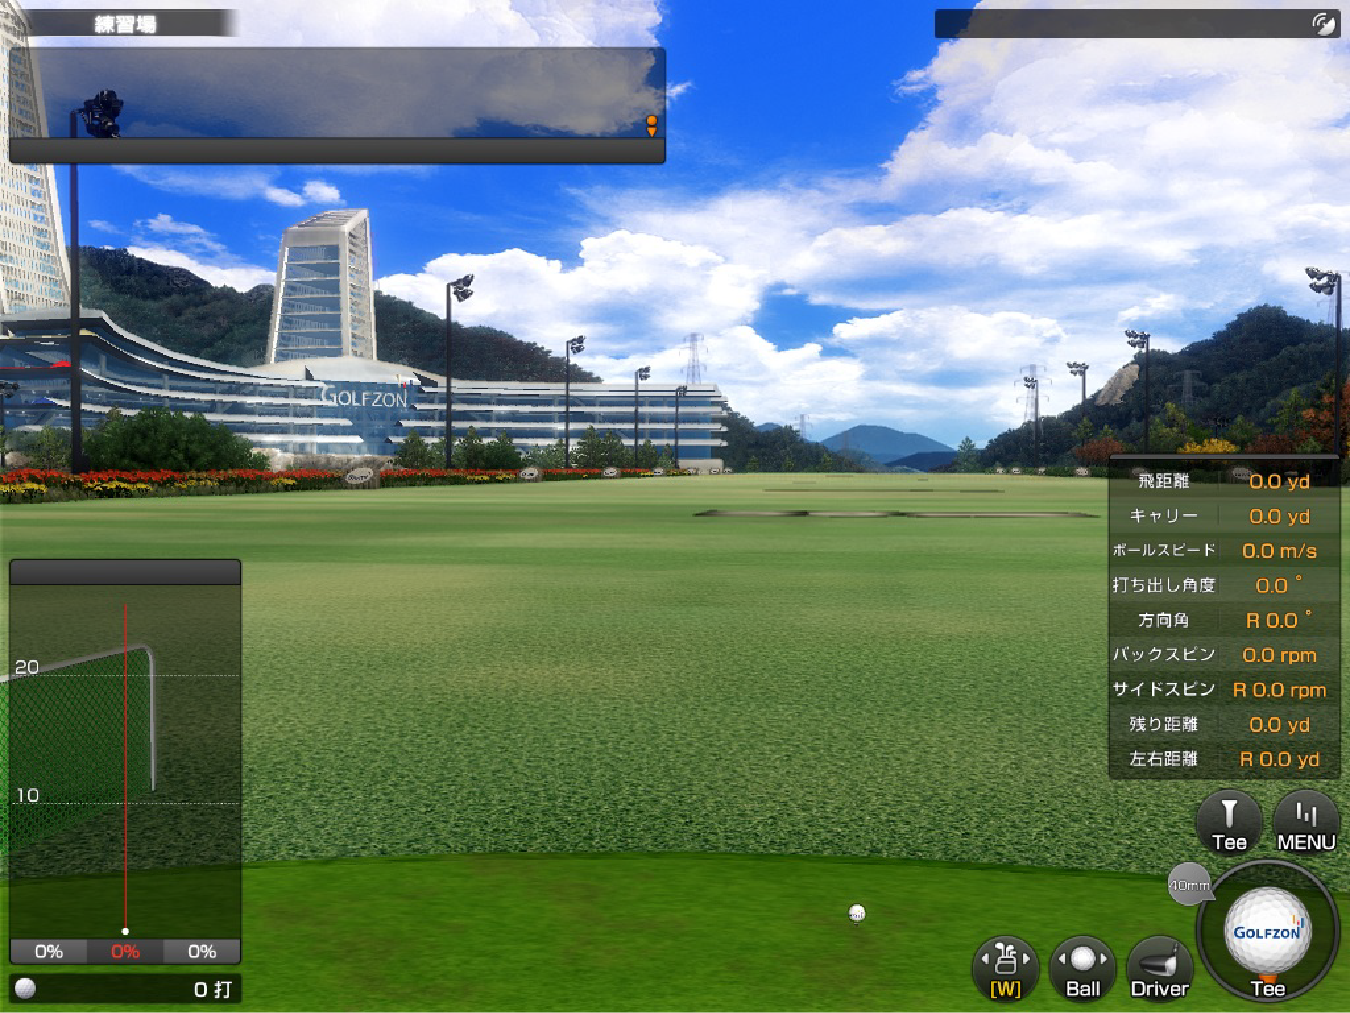 練習場
GOLFZON
飛距離 0.0 yd
キャリー 0.0 yd
ボールスピード 0.0 m/s
打ち出し角度 0.0 °
方向角 R 0.0 °
バックスピン 0.0 rpm
サイドスピン R 0.0 rpm
残り距離 0.0 yd
左右距離 R 0.0 yd
20
10
0% 0% 0%
0 打
Tee MENU
40mm
GOLFZON
[W] Ball Driver Tee